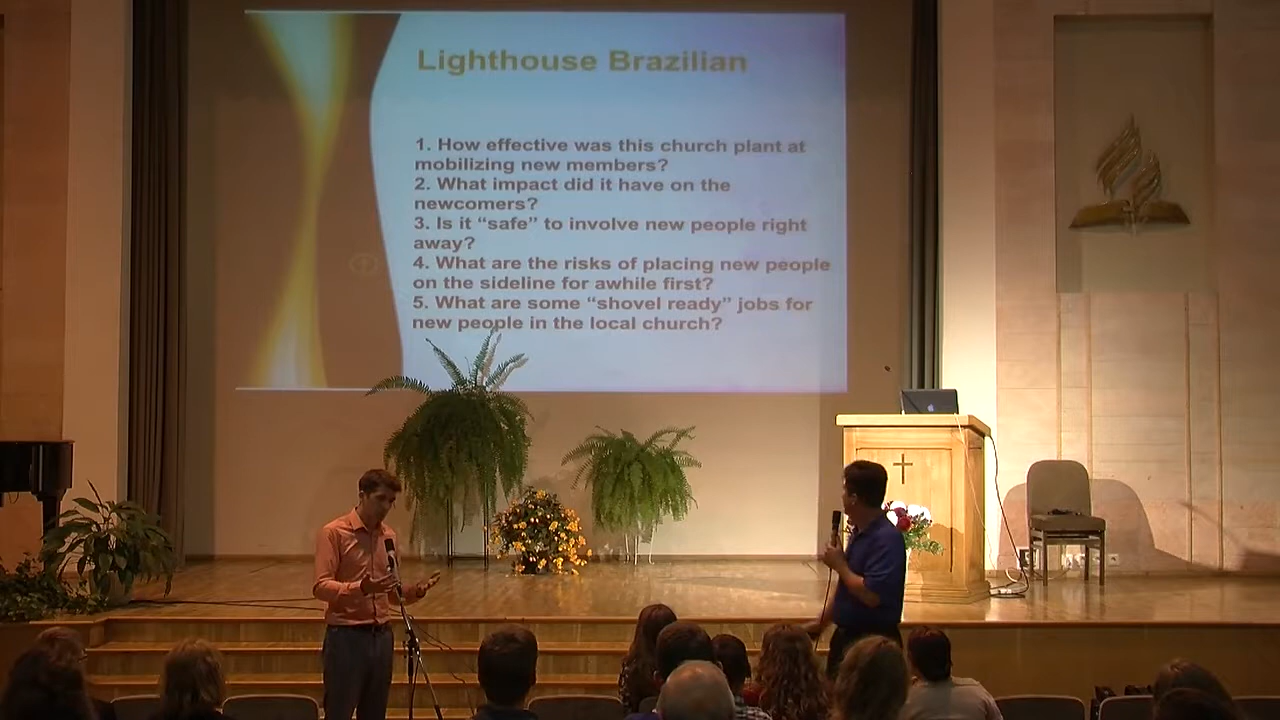 Lighthouse Brazilian
1. How effective was this church plant at
mobilizing new members?
2. What impact did it have on the
newcomers?
3. Is it “safe” to involve new people right
away?
4. What are the risks of placing new people
on the sideline for awhile first?
5. What are some “shovel ready” jobs for
new people in the local church?